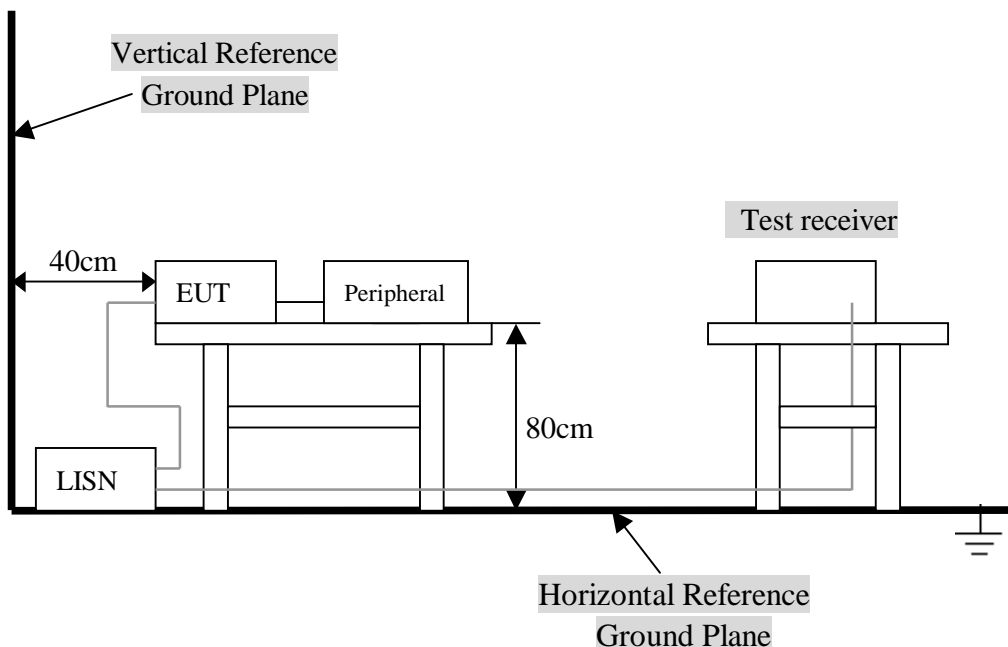 Vertical Reference
Ground Plane
Test receiver
40cm
EUT
Peripheral
80cm
LISN
Horizontal Reference
Ground Plane